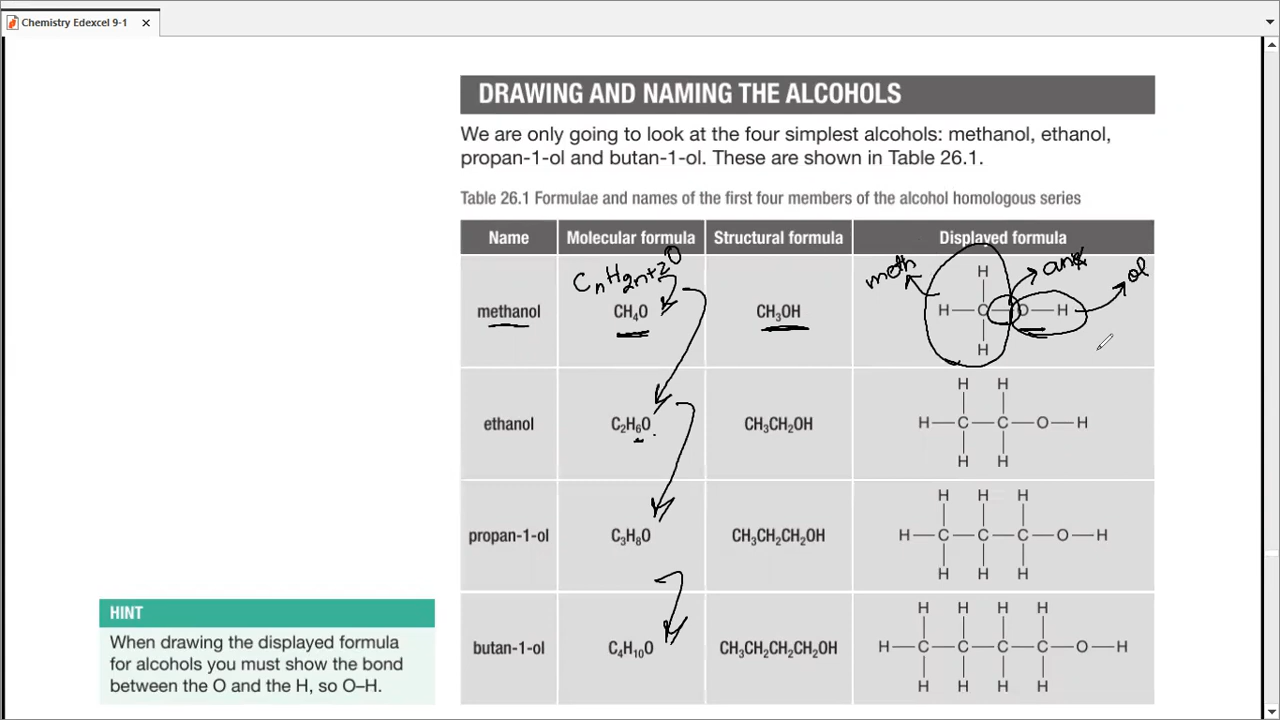 Chemistry Edexcel 9-1
DRAWING AND NAMING THE ALCOHOLS
We are only going to look at the four simplest alcohols: methanol, ethanol,
propan-1-ol and butan-1-ol. These are shown in Table 26.1.
Table 26.1 Formulae and names of the first four members of the alcohol homologous series
Name Molecular formula Structural formula Displayed formula
CnH2n+2O
meth an ol
H
methanol CH₄O CH₃OH H—C—O—H
H
H H
ethanol C₂H₆O CH₃CH₂OH H—C—C—O—H
H H
H H H
propan-1-ol C₃H₈O CH₃CH₂CH₂OH H—C—C—C—O—H
H H H
H H H H
butan-1-ol C₄H₁₀O CH₃CH₂CH₂CH₂OH H—C—C—C—C—O—H
H H H H
HINT
When drawing the displayed formula
for alcohols you must show the bond
between the O and the H, so O–H.